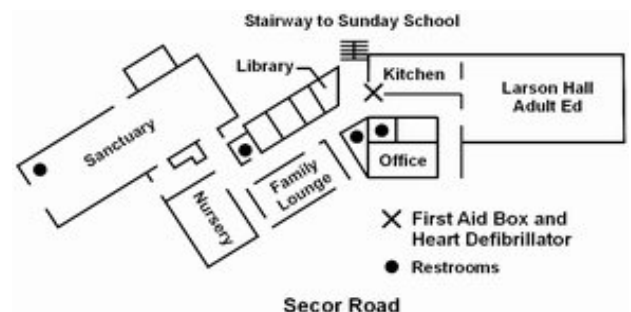 Stairway to Sunday School
Library
Kitchen
Larson Hall
Adult Ed
Sanctuary
Office
Family
Lounge
Nursery
First Aid Box and
Heart Defibrillator
Restrooms
Secor Road